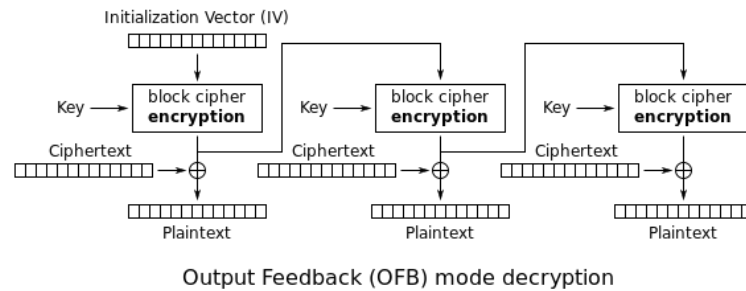 Initialization Vector (IV)
Key
block cipher
encryption
Key
block cipher
encryption
Key
block cipher
encryption
Ciphertext
Ciphertext
Ciphertext
Plaintext
Plaintext
Plaintext
Output Feedback (OFB) mode decryption